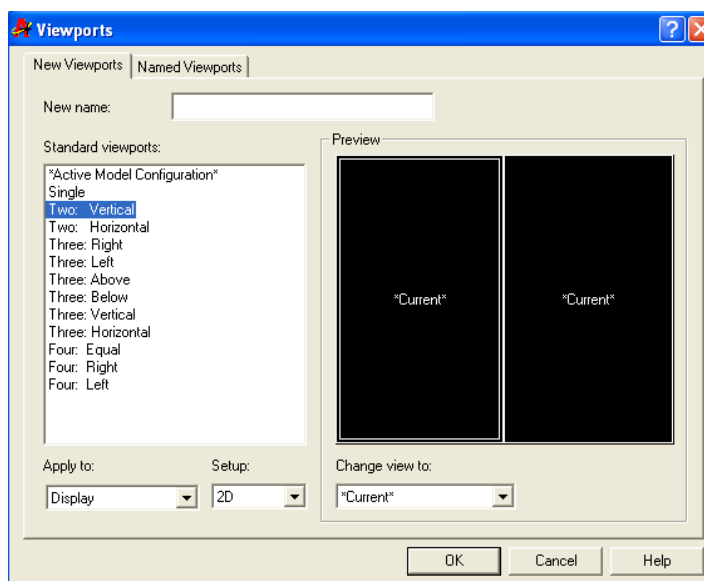 Viewports
New Viewports
Named Viewports
New name:
Standard viewports:
*Active Model Configuration*
Single
Two: Vertical
Two: Horizontal
Three: Right
Three: Left
Three: Above
Three: Below
Three: Vertical
Three: Horizontal
Four: Equal
Four: Right
Four: Left
Preview
*Current*
*Current*
Apply to:
Setup:
Change view to:
Display
2D
*Current*
OK
Cancel
Help